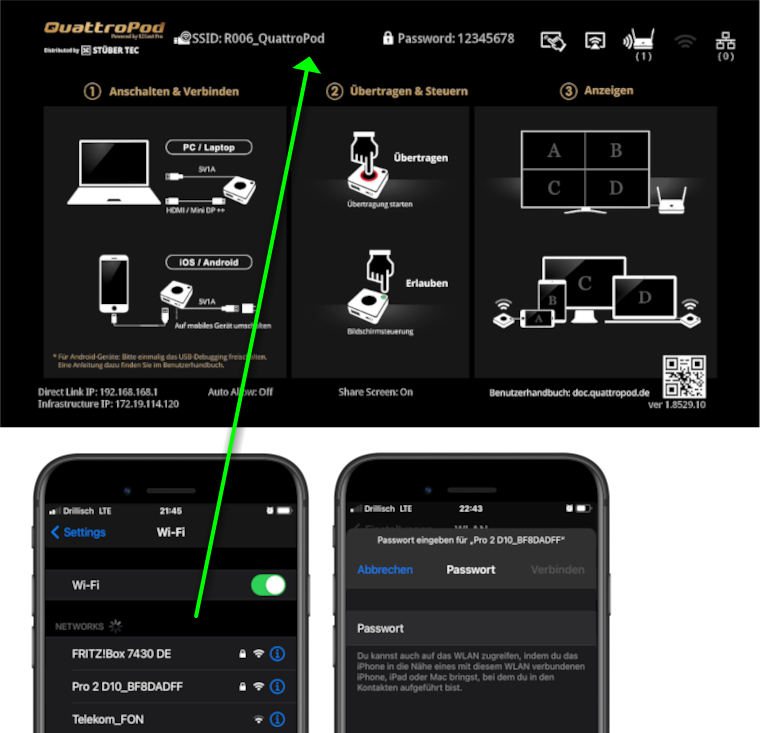 QuattroPod
Powered by EZCast Pro
Distributed by SE STÜBER TEC
SSID: R006_QuattroPod
Password: 12345678
(1)
(0)
1 Anschalten & Verbinden
2 Übertragen & Steuern
3 Anzeigen
PC / Laptop
5V1A
HDMI / Mini DP ++
iOS / Android
5V1A
Auf mobiles Gerät umschalten
* Für Android-Geräte: Bitte einmalig das USB-Debugging freischalten.
Eine Anleitung dazu finden Sie im Benutzerhandbuch.
Übertragen
Übertragung starten
Erlauben
Bildschirmsteuerung
A B
C D
A B C D
Direct Link IP: 192.168.168.1
Auto Allow: Off
Share Screen: On
Benutzerhandbuch: doc.quattropod.de
Infrastructure IP: 172.19.114.120
ver 1.8529.10
Drillisch LTE 21:45
Settings Wi-Fi
Wi-Fi
NETWORKS
FRITZ!Box 7430 DE
Pro 2 D10_BF8DADFF
Telekom_FON
Drillisch LTE 22:43
Einstellungen WLAN
Passwort eingeben für „Pro 2 D10_BF8DADFF“
Abbrechen Passwort Verbinden
Passwort
Du kannst auch auf das WLAN zugreifen, indem du das
iPhone in die Nähe eines mit diesem WLAN verbundenen
iPhone, iPad oder Mac bringst, bei dem du in den
Kontakten aufgeführt bist.